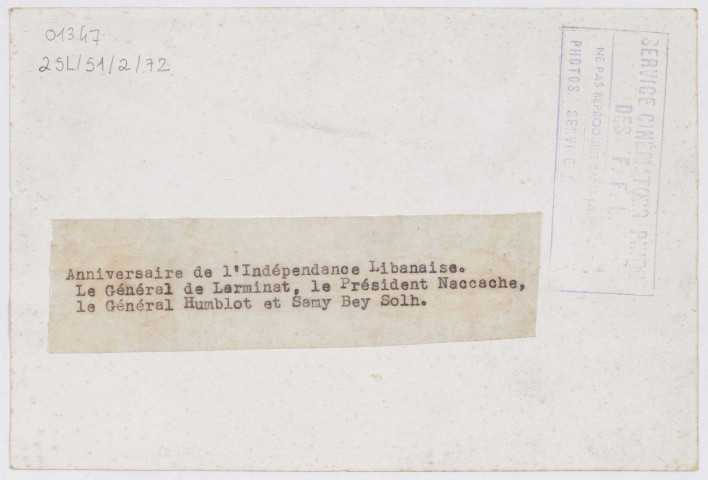 01347
2SL/51/2/72
SERVICE CINÉMATOGRAPHIQUE
DES F.F.L.
NE PAS REPRODUIRE
PHOTOS SERVICE
Anniversaire de l'Indépendance Libanaise.
Le Général de Larminat, le Président Naccache,
le Général Humblot et Samy Bey Solh.